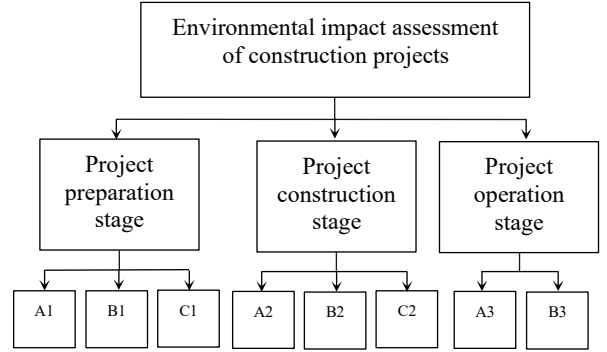 Environmental impact assessment
of construction projects
Project
preparation
stage
Project
construction
stage
Project
operation
stage
A1
B1
C1
A2
B2
C2
A3
B3